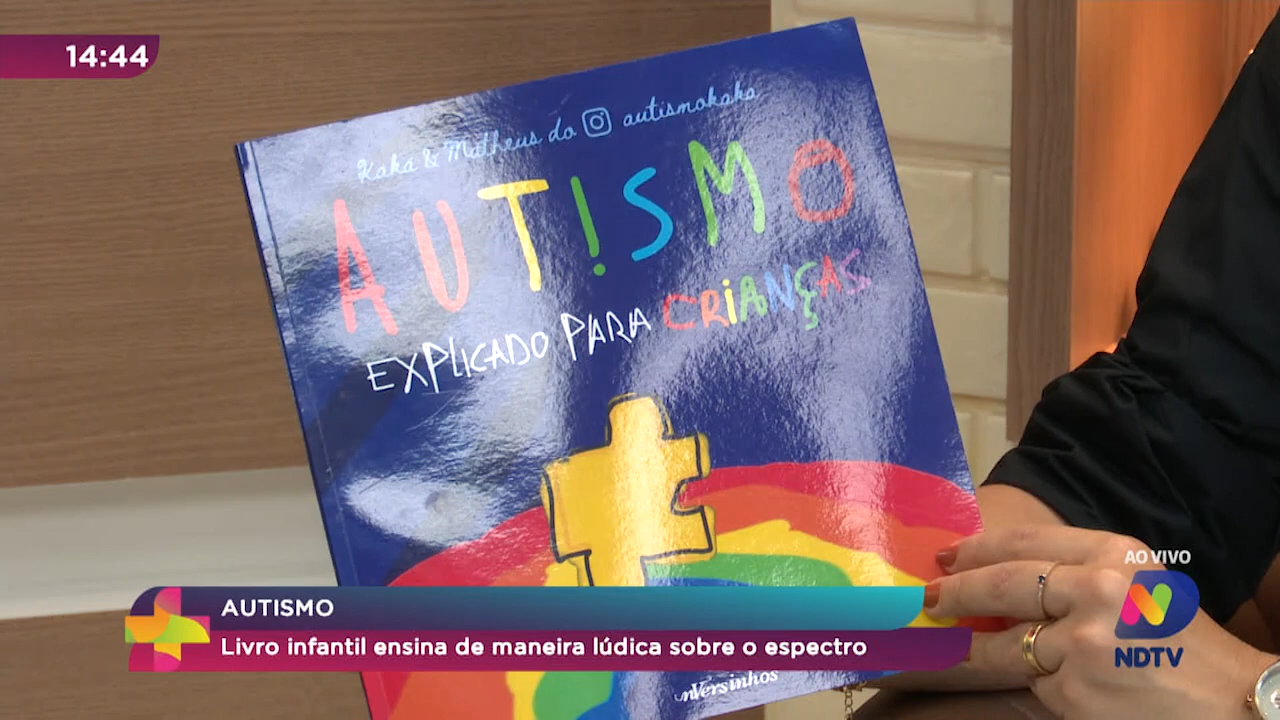 14:44
Kaká & Matheus do autismokaka
AUT!SMO
EXPLICADO PARA CRIANÇAS
AO VIVO
AUTISMO
Livro infantil ensina de maneira lúdica sobre o espectro
NDTV
nVersinhos